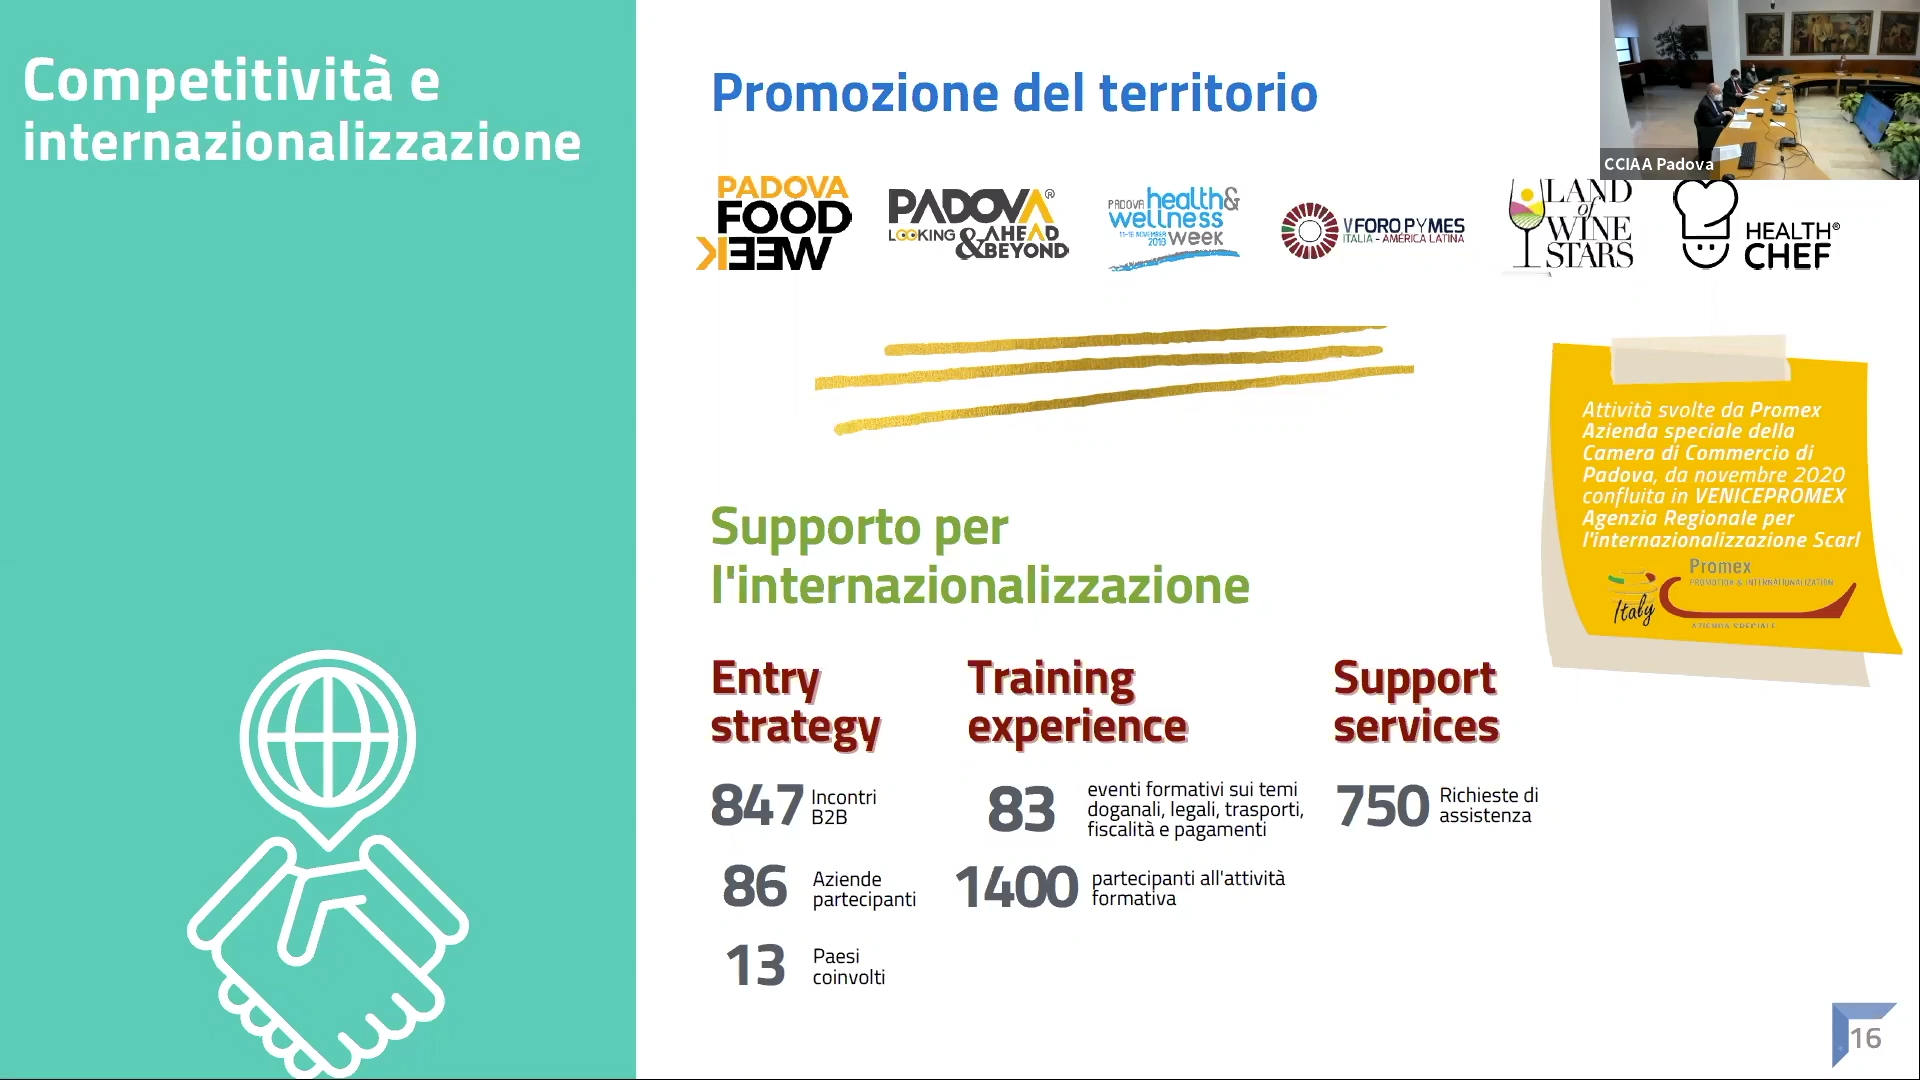 Competitività e
internazionalizzazione
Promozione del territorio
CCIAA Padova
PADOVA
FOOD
WEEK
PADOVA®
LOOKING &AHEAD
&BEYOND
PADOVA health&
wellness
11-18 NOVEMBER
2019 week
V FORO PYMES
ITALIA - AMÉRICA LATINA
LAND
of
WINE
STARS
HEALTH®
CHEF
Attività svolte da Promex
Azienda speciale della
Camera di Commercio di
Padova, da novembre 2020
confluita in VENICEPROMEX
Agenzia Regionale per
l'internazionalizzazione Scarl
Promex
PROMOTION & INTERNATIONALIZATION
Italy
AZIENDA SPECIALE
Supporto per
l'internazionalizzazione
Entry
strategy
847 Incontri
B2B
86 Aziende
partecipanti
13 Paesi
coinvolti
Training
experience
83 eventi formativi sui temi
doganali, legali, trasporti,
fiscalità e pagamenti
1400 partecipanti all'attività
formativa
Support
services
750 Richieste di
assistenza
16